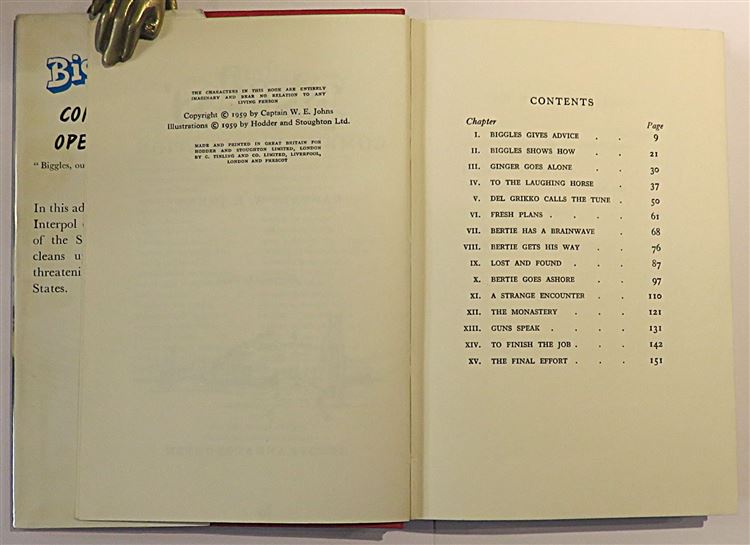 Big
CO
OPE
" Biggles, ou
In this ad
Interpol
of the S
cleans u
threateni
States.
THE CHARACTERS IN THIS BOOK ARE ENTIRELY
IMAGINARY AND BEAR NO RELATION TO ANY
LIVING PERSON
Copyright © 1959 by Captain W. E. Johns
Illustrations © 1959 by Hodder and Stoughton Ltd.
MADE AND PRINTED IN GREAT BRITAIN FOR
HODDER AND STOUGHTON LIMITED, LONDON
BY C. TINLING AND CO. LIMITED, LIVERPOOL,
LONDON AND PRESCOT
CONTENTS
Chapter Page
I. BIGGLES GIVES ADVICE . . 9
II. BIGGLES SHOWS HOW . . 21
III. GINGER GOES ALONE . . 30
IV. TO THE LAUGHING HORSE . 37
V. DEL GRIKKO CALLS THE TUNE . 50
VI. FRESH PLANS . . . . 61
VII. BERTIE HAS A BRAINWAVE . 68
VIII. BERTIE GETS HIS WAY . . 76
IX. LOST AND FOUND . . . 87
X. BERTIE GOES ASHORE . . 97
XI. A STRANGE ENCOUNTER . . 110
XII. THE MONASTERY . . . 121
XIII. GUNS SPEAK . . . . 131
XIV. TO FINISH THE JOB . . . 142
XV. THE FINAL EFFORT . . . 151